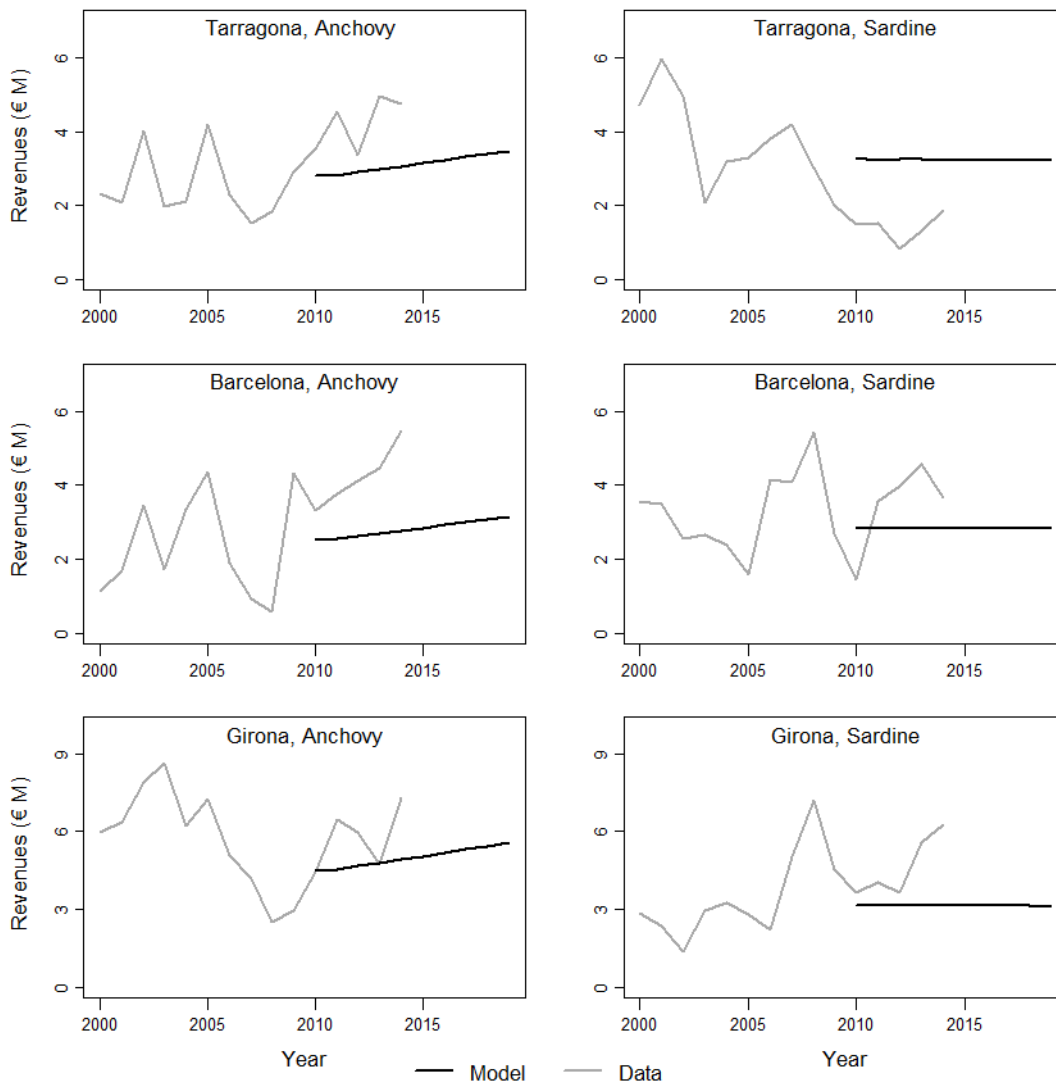 Tarragona, Anchovy
Revenues (€ M)
6
4
2
0
2000 2005 2010 2015
Tarragona, Sardine
6
4
2
0
2000 2005 2010 2015
Barcelona, Anchovy
Revenues (€ M)
6
4
2
0
2000 2005 2010 2015
Barcelona, Sardine
6
4
2
0
2000 2005 2010 2015
Girona, Anchovy
Revenues (€ M)
9
6
3
0
2000 2005 2010 2015
Year
Girona, Sardine
9
6
3
0
2000 2005 2010 2015
Year
Model Data